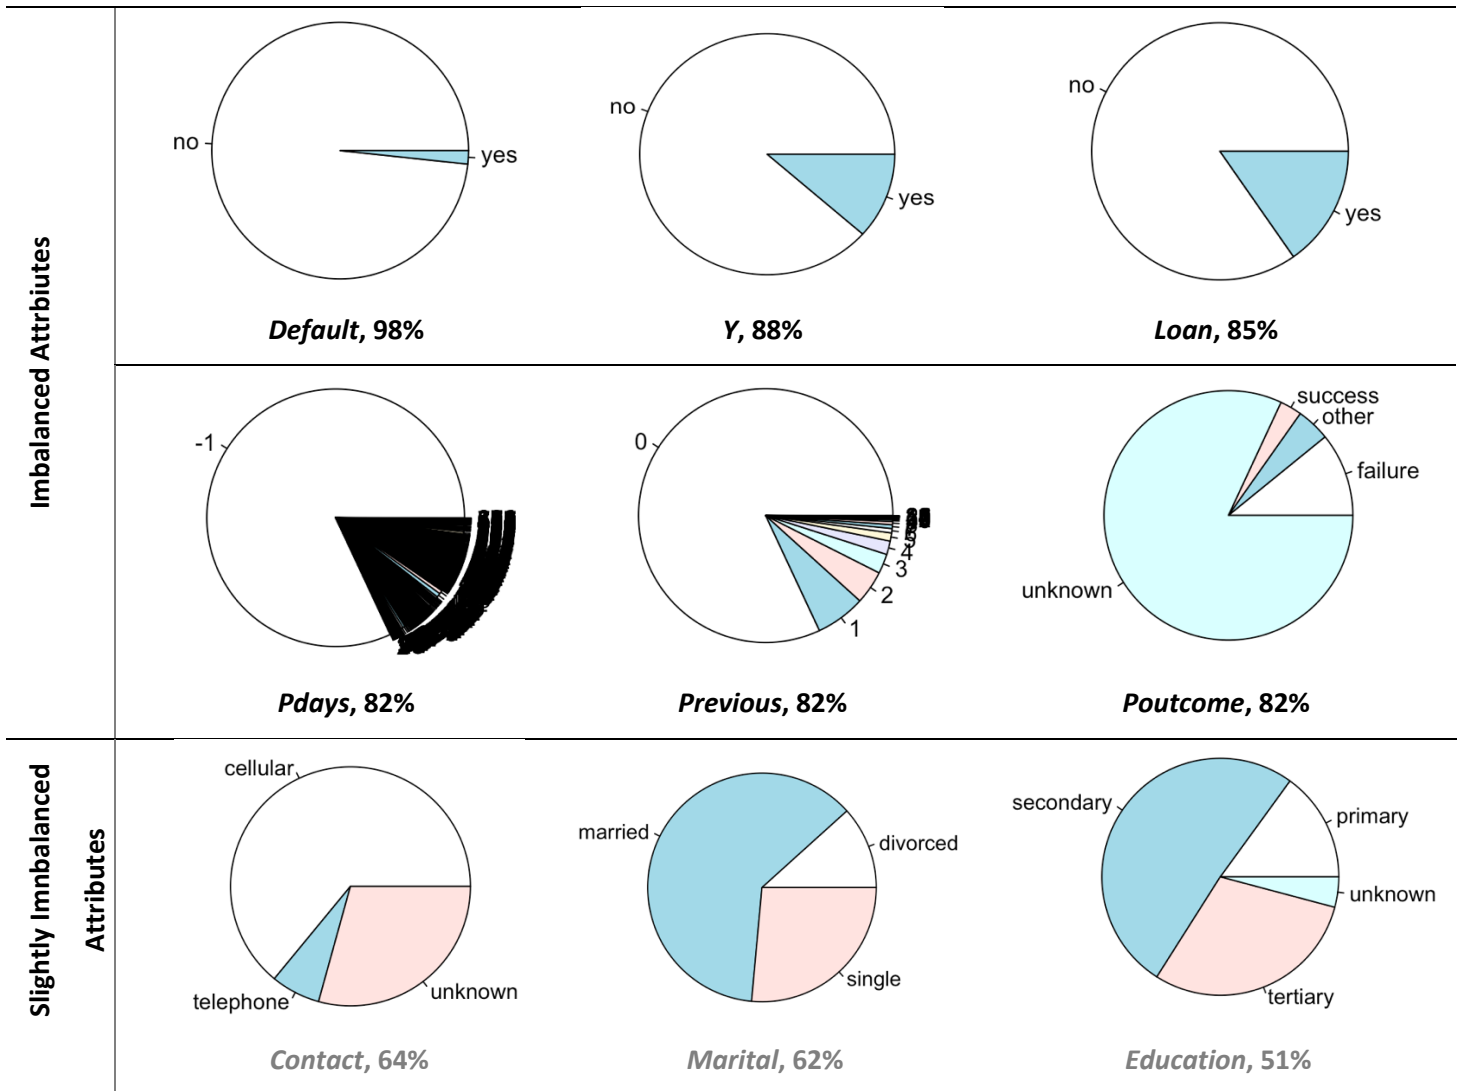 Imbalanced Attrbiutes
no
yes
Default, 98%
no
yes
Y, 88%
no
yes
Loan, 85%
-1
Pdays, 82%
0
4
3
2
1
Previous, 82%
success
other
failure
unknown
Poutcome, 82%
Slightly Imnbalanced
Attributes
cellular
telephone
unknown
Contact, 64%
married
divorced
single
Marital, 62%
secondary
primary
unknown
tertiary
Education, 51%